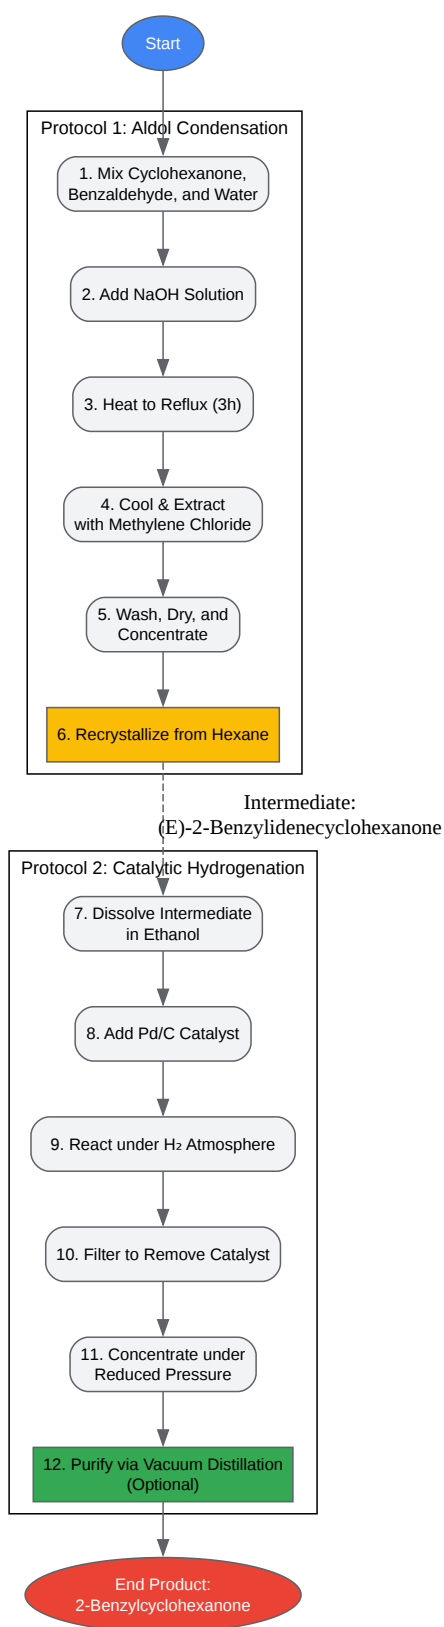 Start
Protocol 1: Aldol Condensation
1. Mix Cyclohexanone,
Benzaldehyde, and Water
2. Add NaOH Solution
3. Heat to Reflux (3h)
4. Cool & Extract
with Methylene Chloride
5. Wash, Dry, and
Concentrate
6. Recrystallize from Hexane
Intermediate:
(E)-2-Benzylidenecyclohexanone
Protocol 2: Catalytic Hydrogenation
7. Dissolve Intermediate
in Ethanol
8. Add Pd/C Catalyst
9. React under H₂ Atmosphere
10. Filter to Remove Catalyst
11. Concentrate under
Reduced Pressure
12. Purify via Vacuum Distillation
(Optional)
End Product:
2-Benzylcyclohexanone